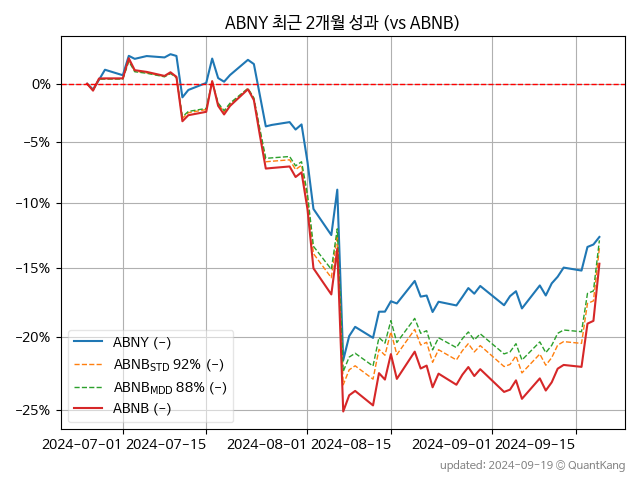 ABNY 최근 2개월 성과 (vs ABNB)
0%
−5%
−10%
−15%
−20%
−25%
ABNY (−)
ABNB_STD 92% (−)
ABNB_MDD 88% (−)
ABNB (−)
2024-07-01 2024-07-15 2024-08-01 2024-08-15 2024-09-01 2024-09-15
updated: 2024-09-19 © QuantKang